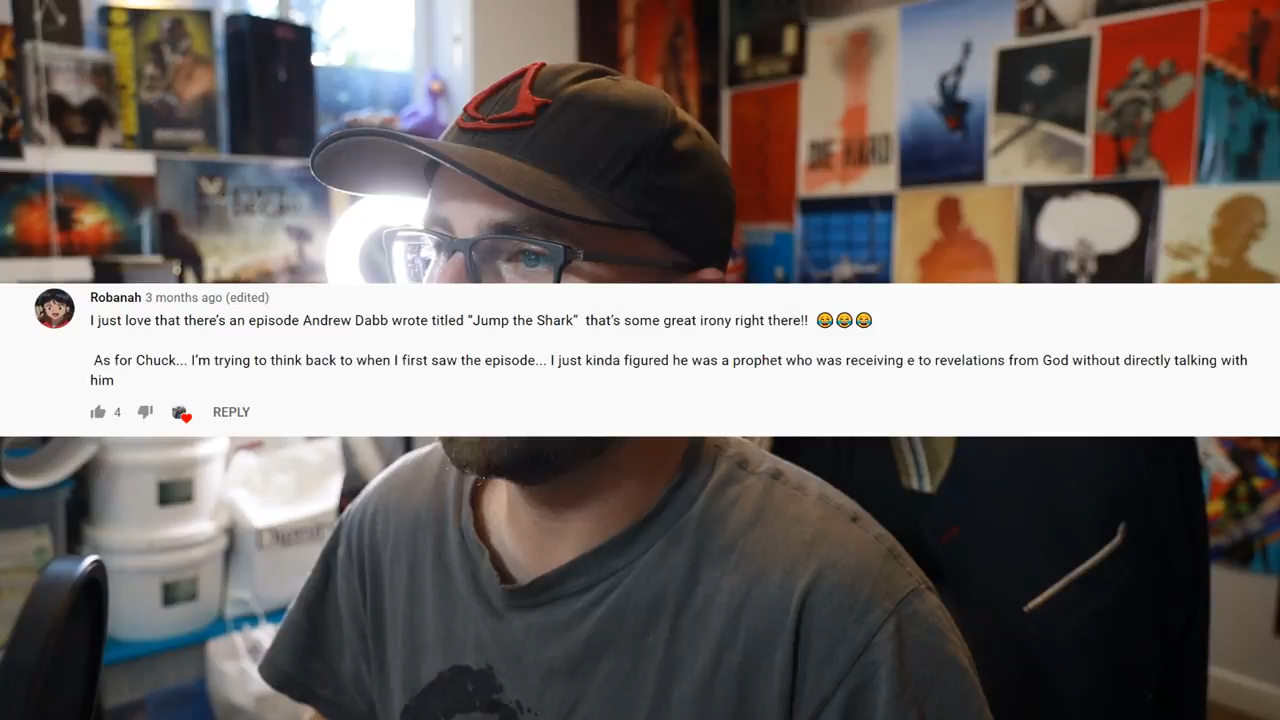 DIE HARD
Robanah 3 months ago (edited)
I just love that there's an episode Andrew Dabb wrote titled “Jump the Shark”  that's some great irony right there!! 😂😂😂
As for Chuck... I'm trying to think back to when I first saw the episode... I just kinda figured he was a prophet who was receiving e to revelations from God without directly talking with
him
4 REPLY